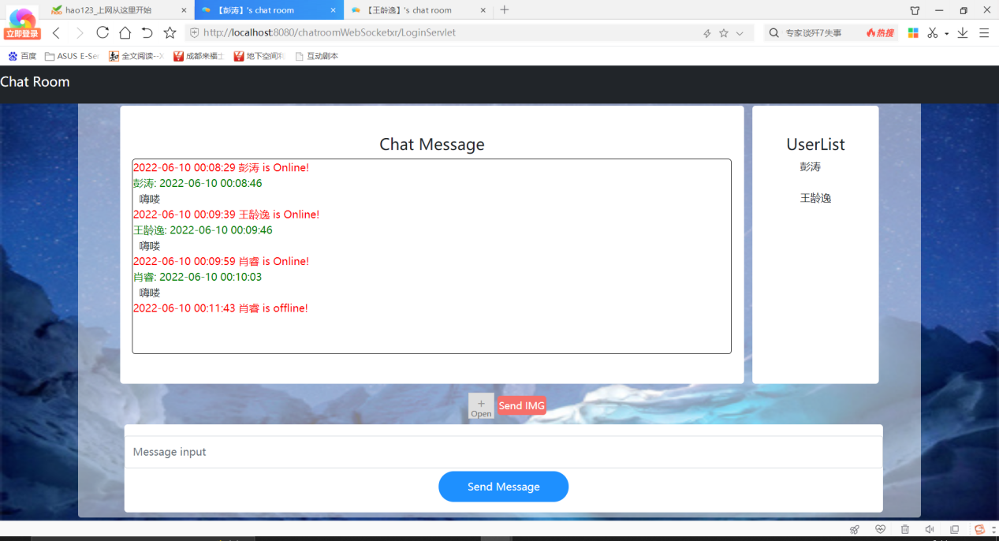 hao123_上网从这里开始
【彭涛】's chat room
【王龄逸】's chat room
立即登录
http://localhost:8080/chatroomWebSocketxr/LoginServlet
专家谈歼7失事
热搜
百度
ASUS E-Ser
全文阅读--X
成都来福士
地下空间利
互动剧本
Chat Room
Chat Message
2022-06-10 00:08:29 彭涛 is Online!
彭涛: 2022-06-10 00:08:46
嗨喽
2022-06-10 00:09:39 王龄逸 is Online!
王龄逸: 2022-06-10 00:09:46
嗨喽
2022-06-10 00:09:59 肖睿 is Online!
肖睿: 2022-06-10 00:10:03
嗨喽
2022-06-10 00:11:43 肖睿 is offline!
UserList
彭涛
王龄逸
Open
Send IMG
Message input
Send Message